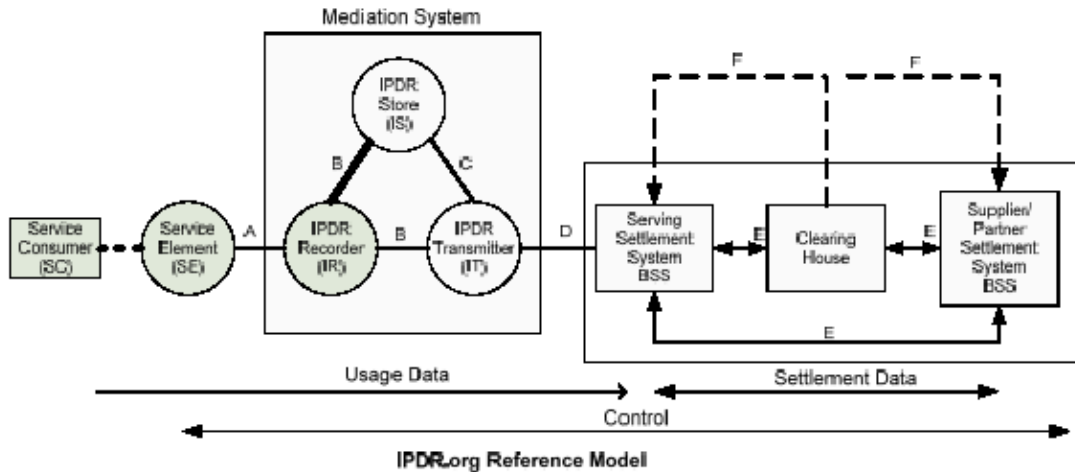 Mediation System
F
F
IPDR
Store
(IS)
B
C
Service
Consumer
(SC)
Service
Element
(SE)
A
IPDR
Recorder
(IR)
B
IPDR
Transmitter
(IT)
D
Serving
Settlement
System
BSS
E
Clearing
House
E
Supplier/
Partner
Settlement
System
BSS
E
Usage Data
Settlement Data
Control
IPDR.org Reference Model